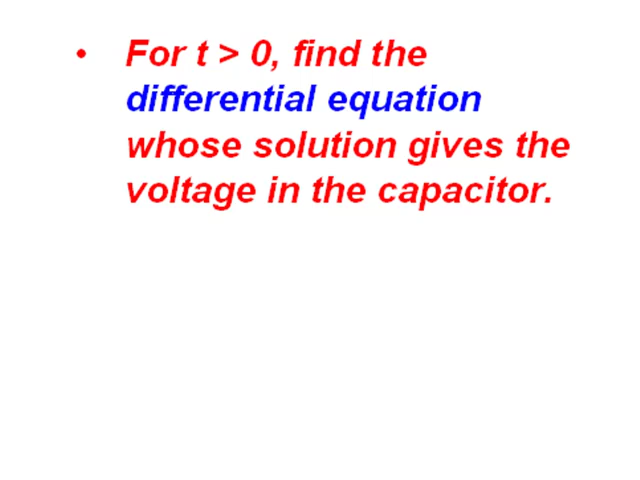 • For t > 0, find the
differential equation
whose solution gives the
voltage in the capacitor.